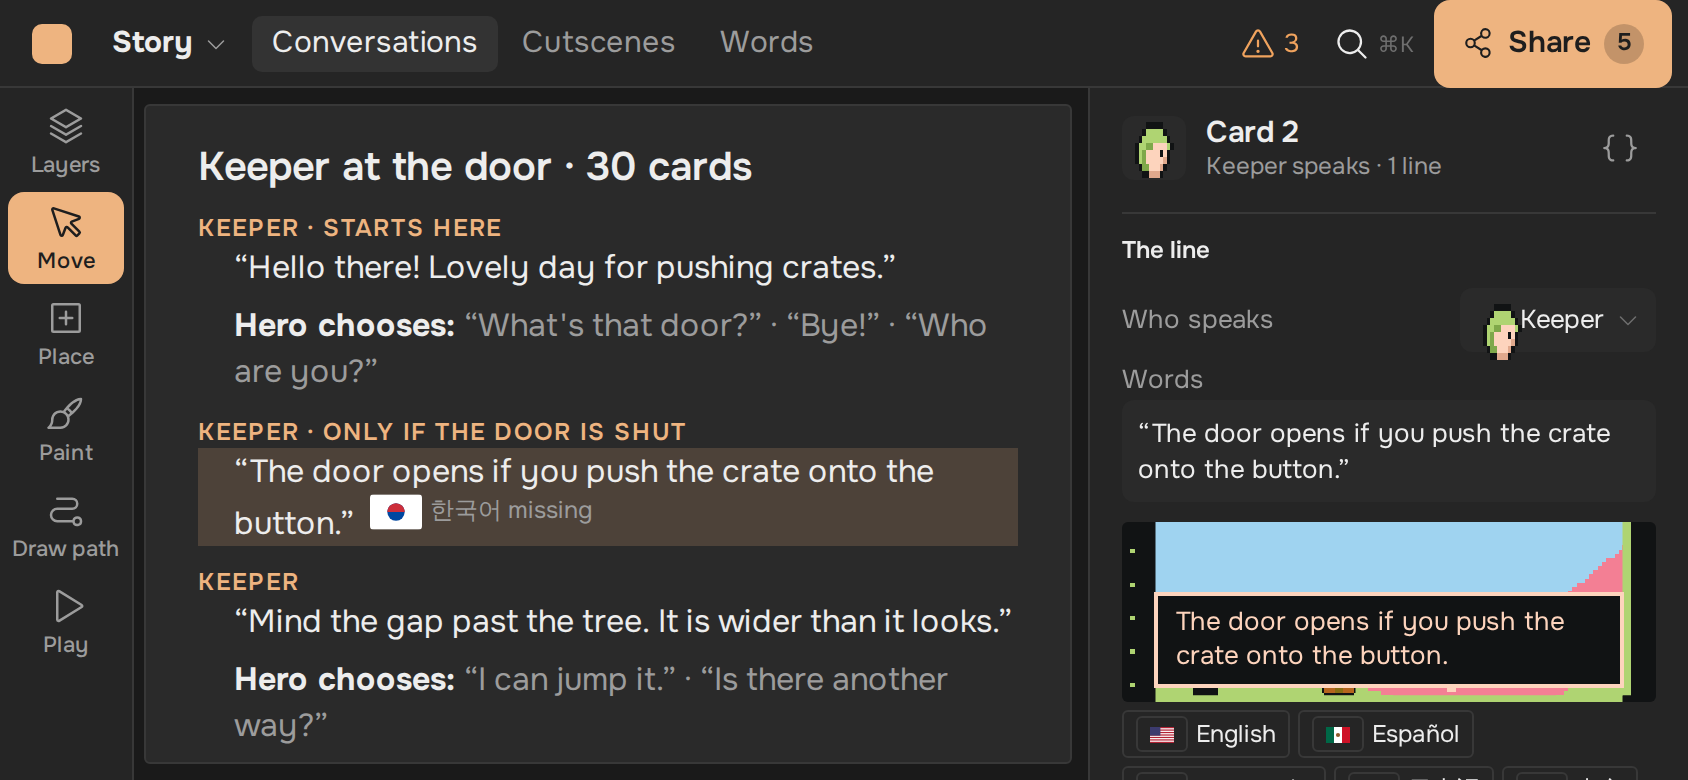 Story
Conversations
Cutscenes
Words
3
⌘K
Share 5
Layers
Move
Place
Paint
Draw path
Play
Keeper at the door · 30 cards
KEEPER · STARTS HERE
“Hello there! Lovely day for pushing crates.”
Hero chooses: “What's that door?” · “Bye!” · “Who
are you?”
KEEPER · ONLY IF THE DOOR IS SHUT
“The door opens if you push the crate onto the
button.” 한국어 missing
KEEPER
“Mind the gap past the tree. It is wider than it looks.”
Hero chooses: “I can jump it.” · “Is there another
way?”
Card 2
Keeper speaks · 1 line
{ }
The line
Who speaks
Keeper
Words
“The door opens if you push the crate
onto the button.”
The door opens if you push the
crate onto the button.
English
Español